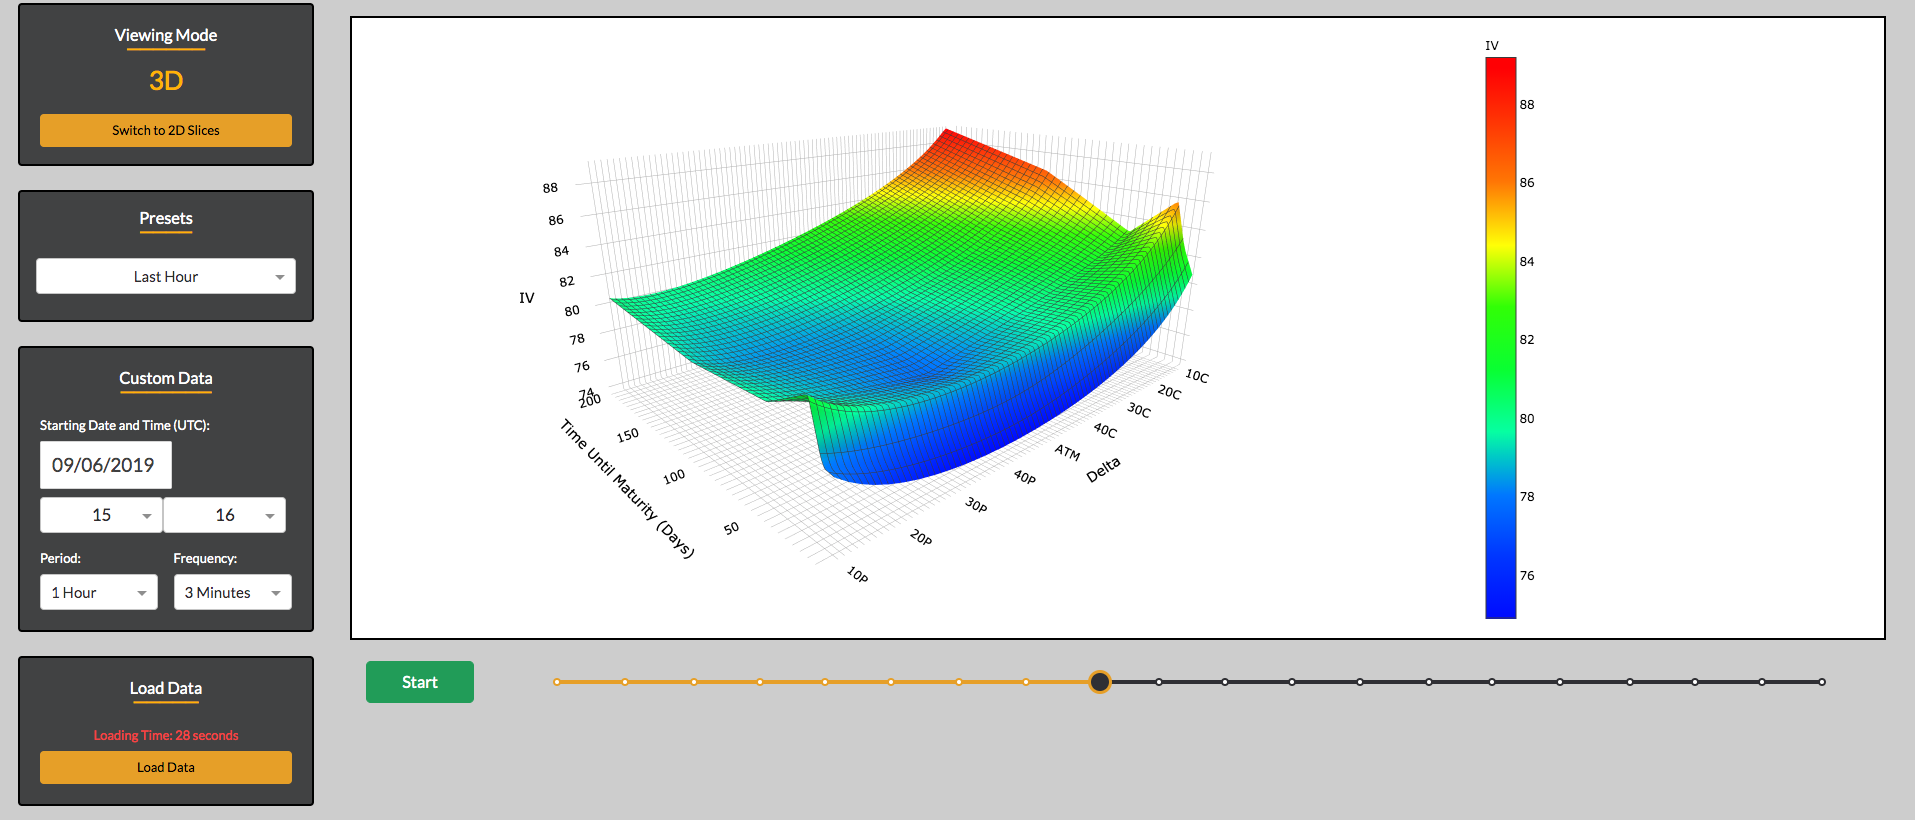 Viewing Mode
3D
Switch to 2D Slices
Presets
Last Hour
Custom Data
Starting Date and Time (UTC):
09/06/2019
15 16
Period: Frequency:
1 Hour 3 Minutes
Load Data
Loading Time: 28 seconds
Load Data
IV
88
86
84
82
80
78
76
74
200
150
100
50
Time Until Maturity (Days)
10P
20P
30P
40P
ATM
40C
30C
20C
10C
Delta
IV
88
86
84
82
80
78
76
Start